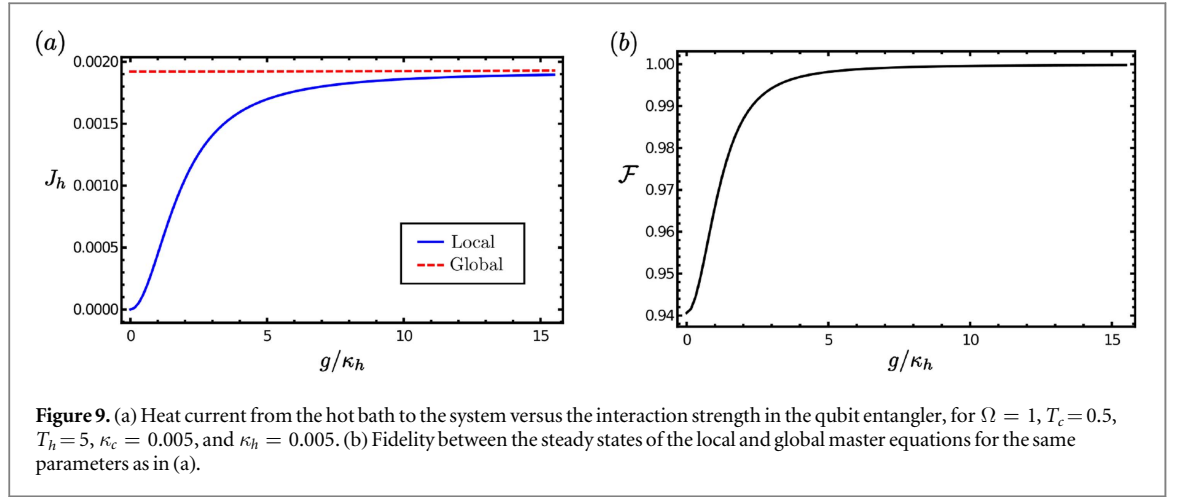 (a)
0.0020
0.0015
J_h 0.0010
0.0005
0.0000
0 5 10 15
g/κ_h
Local
Global
(b)
1.00
0.99
0.98
ℱ 0.97
0.96
0.95
0.94
0 5 10 15
g/κ_h
Figure 9. (a) Heat current from the hot bath to the system versus the interaction strength in the qubit entangler, for Ω = 1, T_c = 0.5,
T_h = 5, κ_c = 0.005, and κ_h = 0.005. (b) Fidelity between the steady states of the local and global master equations for the same
parameters as in (a).